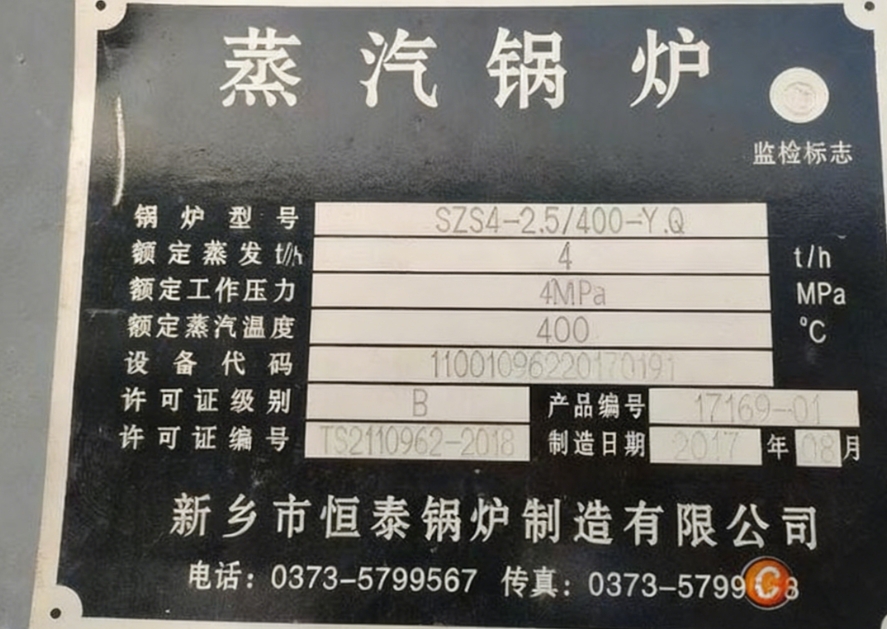 蒸汽锅炉
监检标志
锅炉型号 SZS4-2.5/400-Y.Q
额定蒸发t/h 4 t/h
额定工作压力 4MPa MPa
额定蒸汽温度 400 ℃
设备代码 11001096220170191
许可证级别 B 产品编号 17169-01
许可证编号 TS2110962-2018 制造日期 2017 年 08 月
新乡市恒泰锅炉制造有限公司
电话：0373-5799567 传真：